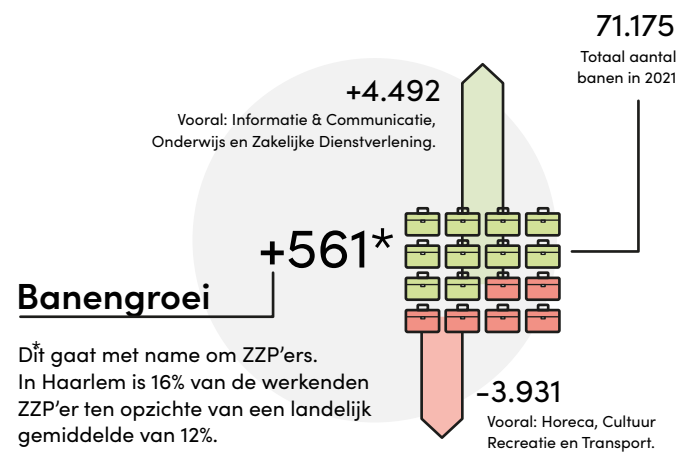 71.175
Totaal aantal
banen in 2021
+4.492
Vooral: Informatie & Communicatie,
Onderwijs en Zakelijke Dienstverlening.
+561*
Banengroei
*
Dit gaat met name om ZZP'ers.
In Haarlem is 16% van de werkenden
ZZP'er ten opzichte van een landelijk
gemiddelde van 12%.
-3.931
Vooral: Horeca, Cultuur
Recreatie en Transport.